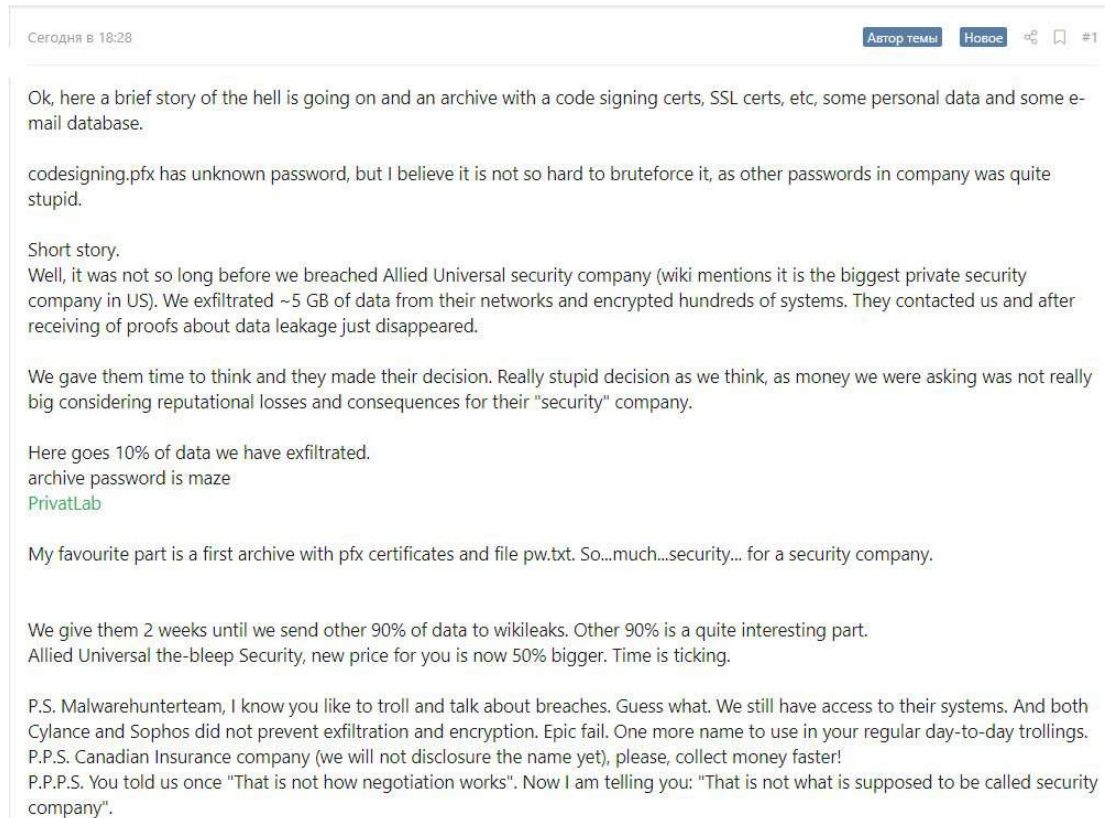 Сегодня в 18:28
Автор темы Новое #1
Ok, here a brief story of the hell is going on and an archive with a code signing certs, SSL certs, etc, some personal data and some e-
mail database.
codesigning.pfx has unknown password, but I believe it is not so hard to bruteforce it, as other passwords in company was quite
stupid.
Short story.
Well, it was not so long before we breached Allied Universal security company (wiki mentions it is the biggest private security
company in US). We exfiltrated ~5 GB of data from their networks and encrypted hundreds of systems. They contacted us and after
receiving of proofs about data leakage just disappeared.
We gave them time to think and they made their decision. Really stupid decision as we think, as money we were asking was not really
big considering reputational losses and consequences for their "security" company.
Here goes 10% of data we have exfiltrated.
archive password is maze
PrivatLab
My favourite part is a first archive with pfx certificates and file pw.txt. So...much...security... for a security company.
We give them 2 weeks until we send other 90% of data to wikileaks. Other 90% is a quite interesting part.
Allied Universal the-bleep Security, new price for you is now 50% bigger. Time is ticking.
P.S. Malwarehunterteam, I know you like to troll and talk about breaches. Guess what. We still have access to their systems. And both
Cylance and Sophos did not prevent exfiltration and encryption. Epic fail. One more name to use in your regular day-to-day trollings.
P.P.S. Canadian Insurance company (we will not disclosure the name yet), please, collect money faster!
P.P.P.S. You told us once "That is not how negotiation works". Now I am telling you: "That is not what is supposed to be called security
company".